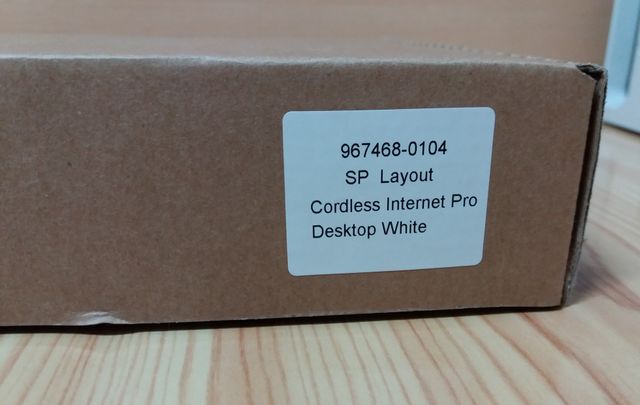 967468-0104
SP Layout
Cordless Internet Pro
Desktop White